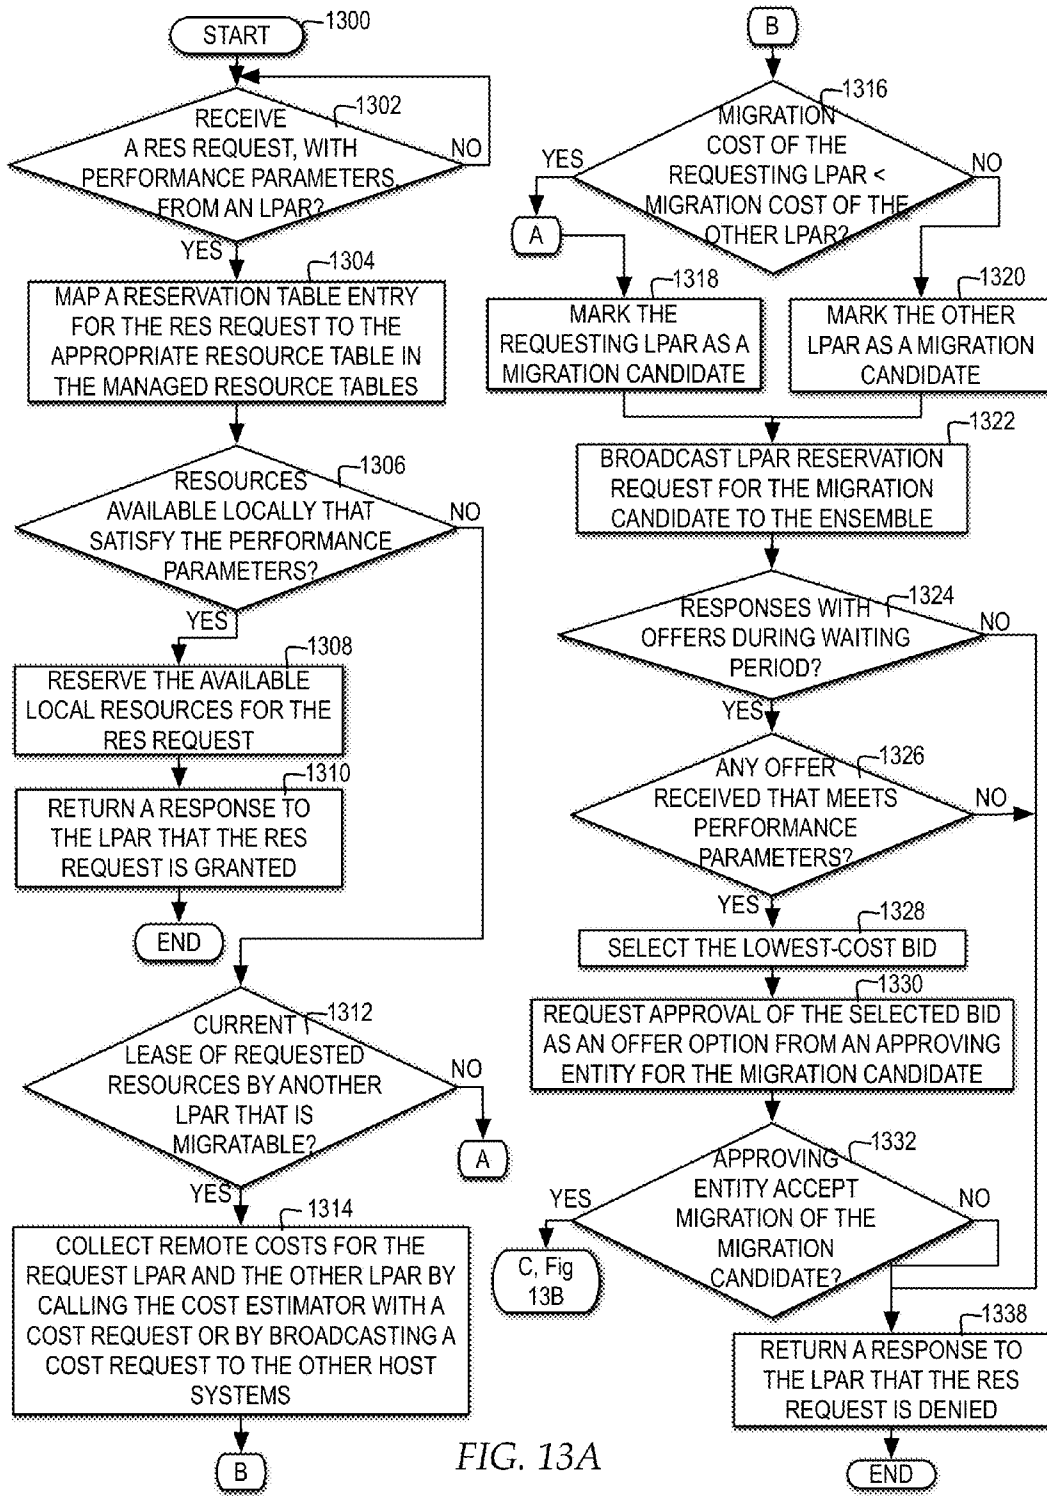 START
1300
1302
RECEIVE
A RES REQUEST, WITH
PERFORMANCE PARAMETERS,
FROM AN LPAR?
NO
YES
1304
MAP A RESERVATION TABLE ENTRY
FOR THE RES REQUEST TO THE
APPROPRIATE RESOURCE TABLE IN
THE MANAGED RESOURCE TABLES
1306
RESOURCES
AVAILABLE LOCALLY THAT
SATISFY THE PERFORMANCE
PARAMETERS?
NO
YES
1308
RESERVE THE AVAILABLE
LOCAL RESOURCES FOR THE
RES REQUEST
1310
RETURN A RESPONSE TO
THE LPAR THAT THE RES
REQUEST IS GRANTED
END
1312
CURRENT
LEASE OF REQUESTED
RESOURCES BY ANOTHER
LPAR THAT IS
MIGRATABLE?
NO
A
YES
1314
COLLECT REMOTE COSTS FOR THE
REQUEST LPAR AND THE OTHER LPAR BY
CALLING THE COST ESTIMATOR WITH A
COST REQUEST OR BY BROADCASTING A
COST REQUEST TO THE OTHER HOST
SYSTEMS
B
B
1316
MIGRATION
COST OF THE
REQUESTING LPAR <
MIGRATION COST OF THE
OTHER LPAR?
YES
NO
A
1318
MARK THE
REQUESTING LPAR AS A
MIGRATION CANDIDATE
1320
MARK THE OTHER
LPAR AS A MIGRATION
CANDIDATE
1322
BROADCAST LPAR RESERVATION
REQUEST FOR THE MIGRATION
CANDIDATE TO THE ENSEMBLE
1324
RESPONSES WITH
OFFERS DURING WAITING
PERIOD?
NO
YES
1326
ANY OFFER
RECEIVED THAT MEETS
PERFORMANCE
PARAMETERS?
NO
YES
1328
SELECT THE LOWEST-COST BID
1330
REQUEST APPROVAL OF THE SELECTED BID
AS AN OFFER OPTION FROM AN APPROVING
ENTITY FOR THE MIGRATION CANDIDATE
1332
APPROVING
ENTITY ACCEPT
MIGRATION OF THE
MIGRATION
CANDIDATE?
YES
NO
C, Fig
13B
1338
RETURN A RESPONSE TO
THE LPAR THAT THE RES
REQUEST IS DENIED
END
FIG. 13A